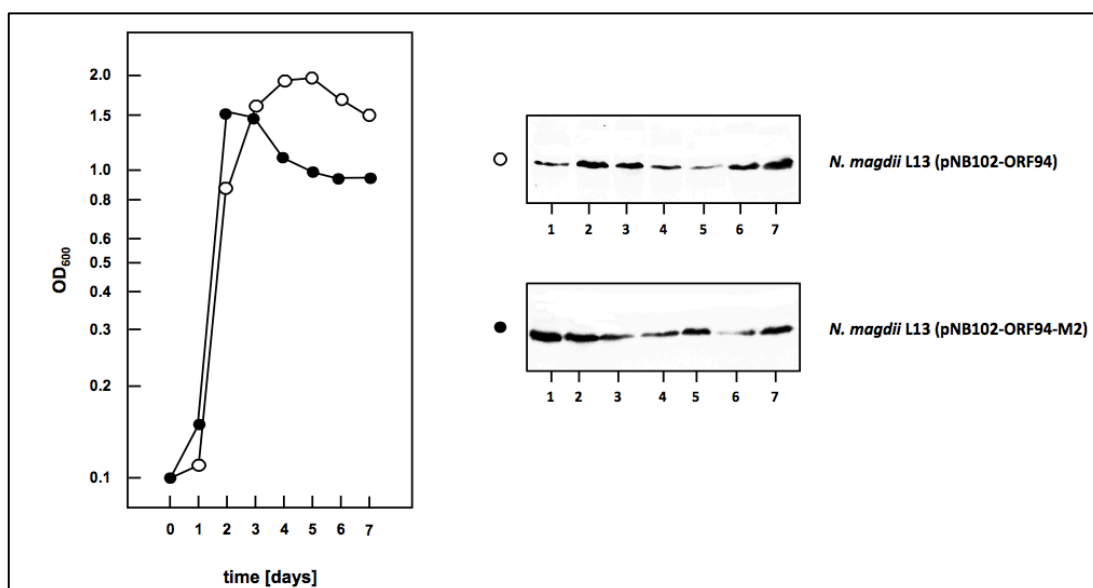 2.0
1.5
1.0
0.8
0.6
0.5
0.4
0.3
0.2
0.1
OD600
0 1 2 3 4 5 6 7
time [days]
N. magdii L13 (pNB102-ORF94)
1 2 3 4 5 6 7
N. magdii L13 (pNB102-ORF94-M2)
1 2 3 4 5 6 7